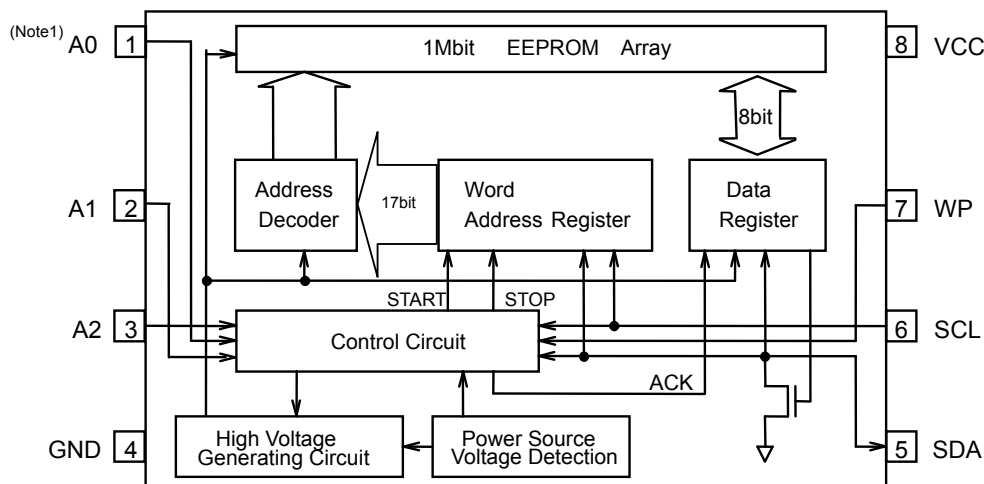 (Note1)
A0
1
1Mbit EEPROM Array
8
VCC
8bit
A1
2
Address
Decoder
17bit
Word
Address Register
Data
Register
7
WP
START
STOP
A2
3
Control Circuit
6
SCL
ACK
GND
4
High Voltage
Generating Circuit
Power Source
Voltage Detection
5
SDA